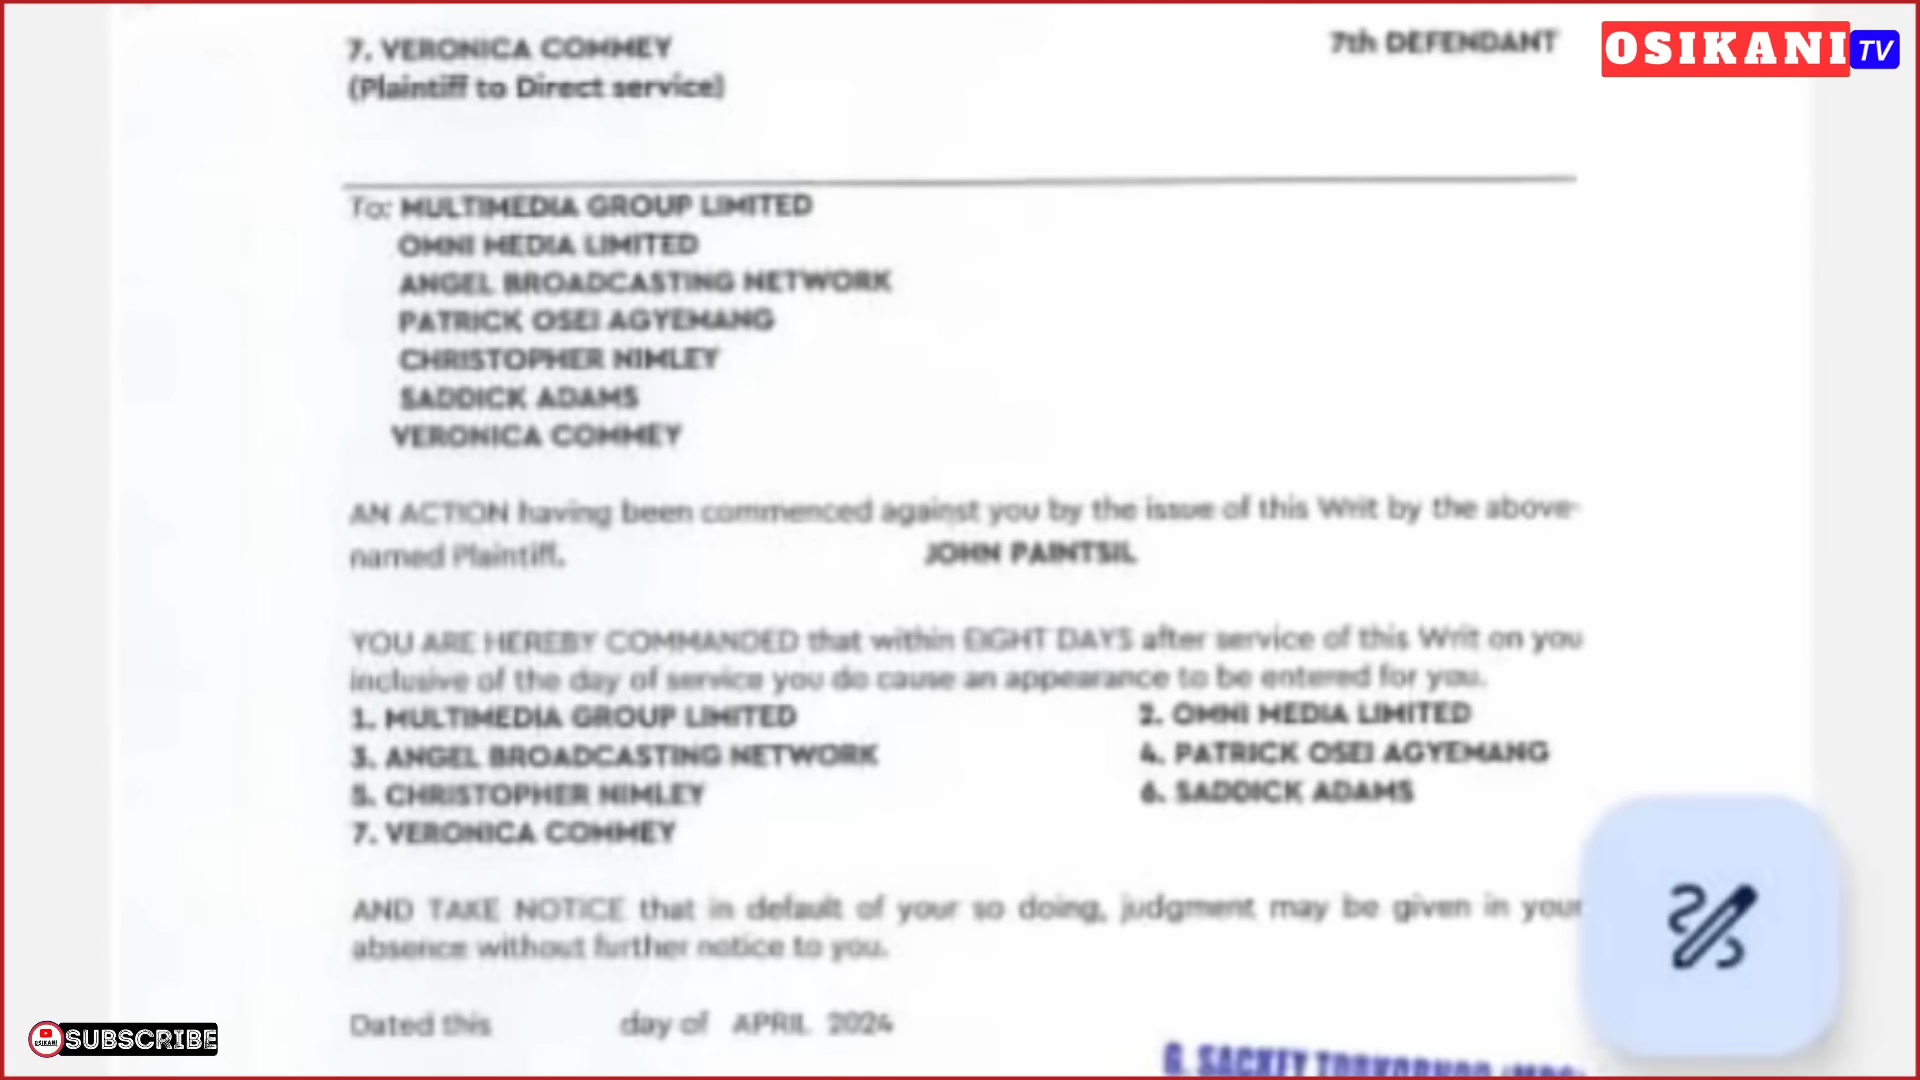 7. VERONICA COMMEY
7th DEFENDANT
(Plaintiff to Direct service)
OSIKANI TV
To: MULTIMEDIA GROUP LIMITED
OMNI MEDIA LIMITED
ANGEL BROADCASTING NETWORK
PATRICK OSEI AGYEMANG
CHRISTOPHER NIMLEY
SADDICK ADAMS
VERONICA COMMEY
AN ACTION having been commenced against you by the issue of this Writ by the above-
named Plaintiff. JOHN PAINTSIL
YOU ARE HEREBY COMMANDED that within EIGHT DAYS after service of this Writ on you
inclusive of the day of service you do cause an appearance to be entered for you.
1. MULTIMEDIA GROUP LIMITED 2. OMNI MEDIA LIMITED
3. ANGEL BROADCASTING NETWORK 4. PATRICK OSEI AGYEMANG
5. CHRISTOPHER NIMLEY 6. SADDICK ADAMS
7. VERONICA COMMEY
AND TAKE NOTICE that in default of your so doing, judgment may be given in your
absence without further notice to you.
Dated this day of APRIL 2024
G. SACKEY
SUBSCRIBE